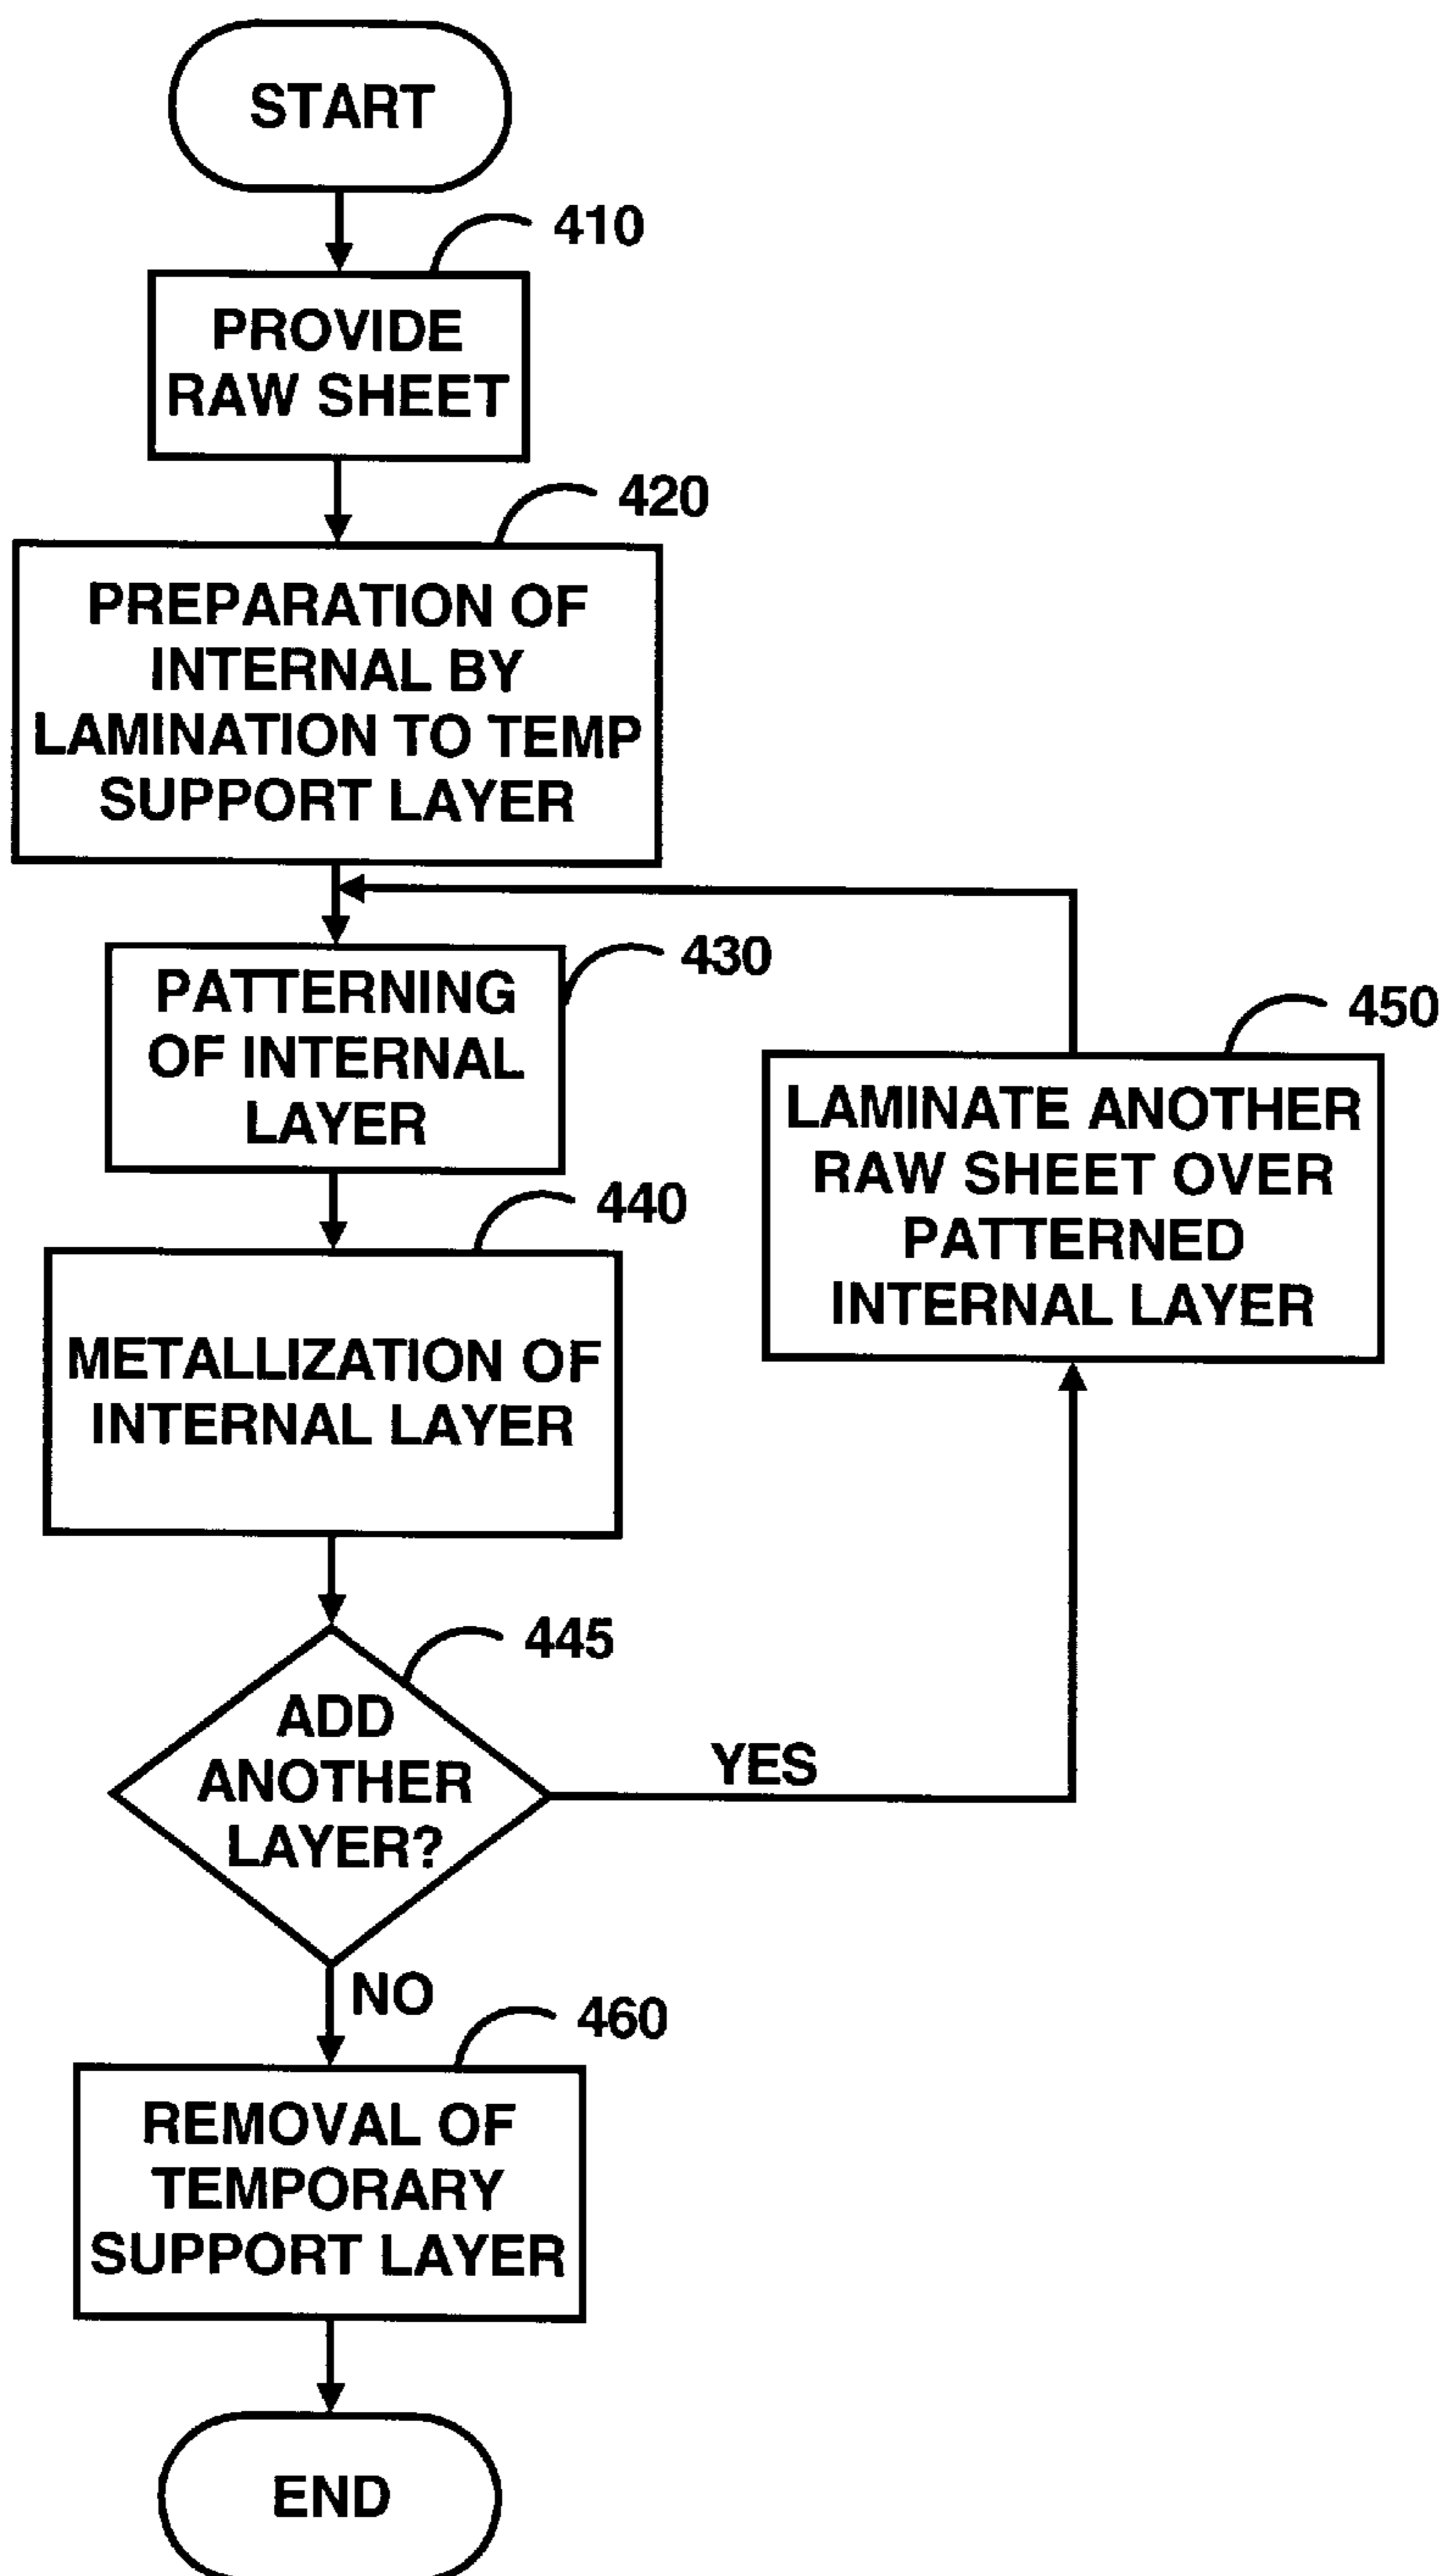 START
410
PROVIDE
RAW SHEET
420
PREPARATION OF
INTERNAL BY
LAMINATION TO TEMP
SUPPORT LAYER
430
PATTERNING
OF INTERNAL
LAYER
450
LAMINATE ANOTHER
RAW SHEET OVER
PATTERNED
INTERNAL LAYER
440
METALLIZATION OF
INTERNAL LAYER
445
ADD
ANOTHER
LAYER?
YES
NO
460
REMOVAL OF
TEMPORARY
SUPPORT LAYER
END